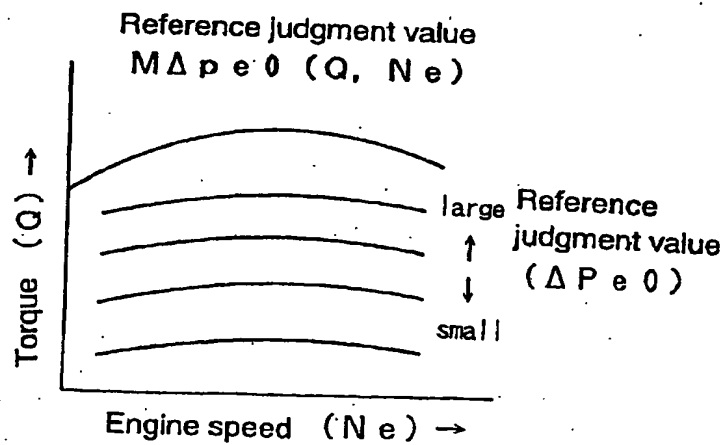 Reference judgment value
MΔpe0 (Q, Ne)
Torque (Q) →
large
↑
↓
small
Reference
judgment value
(ΔPe0)
Engine speed (Ne) →